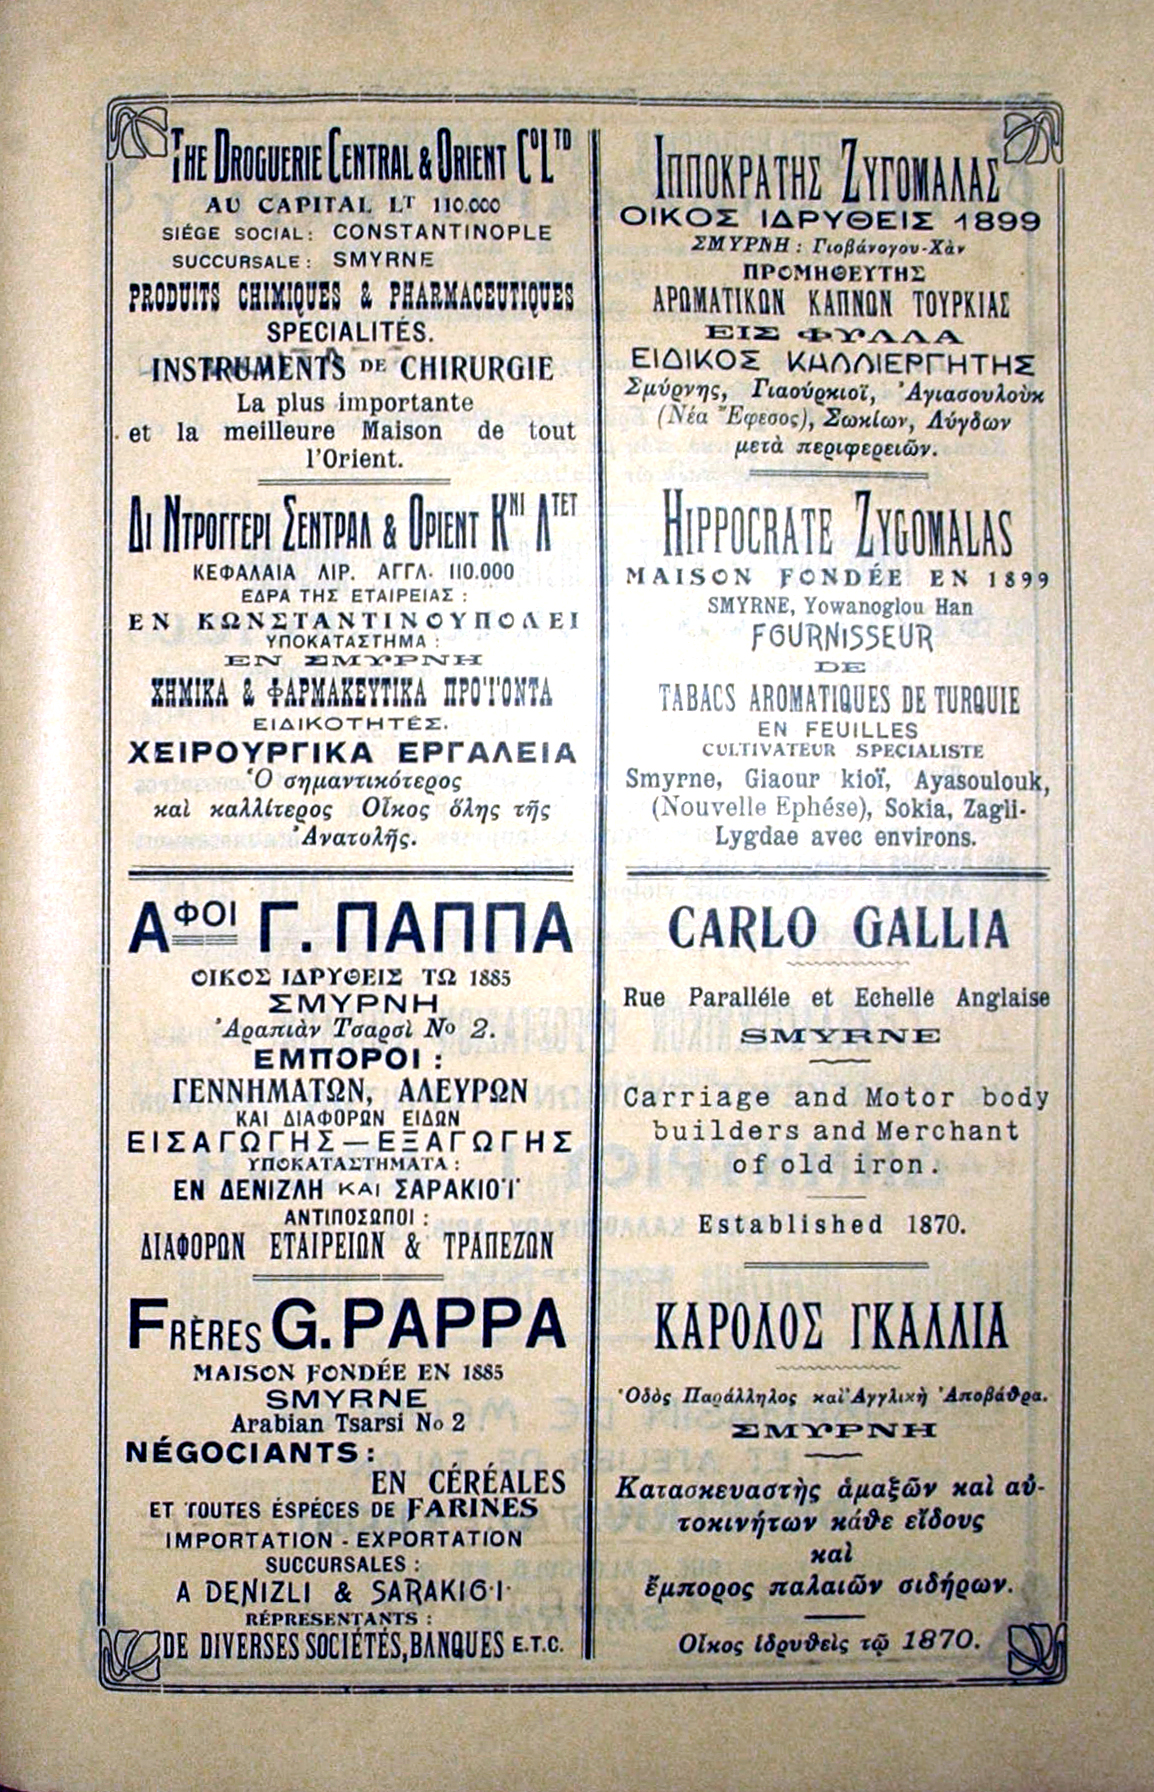 THE DROGUERIE CENTRAL & ORIENT Cº LTD
AU CAPITAL LT 110.000
SIÉGE SOCIAL: CONSTANTINOPLE
SUCCURSALE: SMYRNE
PRODUITS CHIMIQUES & PHARMACEUTIQUES
SPECIALITÉS.
INSTRUMENTS DE CHIRURGIE
La plus importante
et la meilleure Maison de tout
l'Orient.
ΔΙ ΝΤΡΟΓΓΕΡΙ ΣΕΝΤΡΑΛ & ΟΡΙΕΝΤ ΚΝΙ ΛΤΕΤ
ΚΕΦΑΛΑΙΑ ΛΙΡ. ΑΓΓΛ. 110.000
ΕΔΡΑ ΤΗΣ ΕΤΑΙΡΕΙΑΣ:
ΕΝ ΚΩΝΣΤΑΝΤΙΝΟΥΠΟΛΕΙ
ΥΠΟΚΑΤΑΣΤΗΜΑ:
ΕΝ ΣΜΥΡΝΗ
ΧΗΜΙΚΑ & ΦΑΡΜΑΚΕΥΤΙΚΑ ΠΡΟΪΟΝΤΑ
ΕΙΔΙΚΟΤΗΤΕΣ.
ΧΕΙΡΟΥΡΓΙΚΑ ΕΡΓΑΛΕΙΑ
Ὁ σημαντικότερος
καὶ καλλίτερος Οἶκος ὅλης τῆς
Ἀνατολῆς.
ΑΦΟΙ Γ. ΠΑΠΠΑ
ΟΙΚΟΣ ΙΔΡΥΘΕΙΣ ΤΩ 1885
ΣΜΥΡΝΗ
Ἀραπιὰν Τσαρσὶ Νο 2.
ΕΜΠΟΡΟΙ:
ΓΕΝΝΗΜΑΤΩΝ, ΑΛΕΥΡΩΝ
ΚΑΙ ΔΙΑΦΟΡΩΝ ΕΙΔΩΝ
ΕΙΣΑΓΩΓΗΣ—ΕΞΑΓΩΓΗΣ
ΥΠΟΚΑΤΑΣΤΗΜΑΤΑ:
ΕΝ ΔΕΝΙΖΛΗ ΚΑΙ ΣΑΡΑΚΙΟΪ
ΑΝΤΙΠΟΣΩΠΟΙ:
ΔΙΑΦΟΡΩΝ ΕΤΑΙΡΕΙΩΝ & ΤΡΑΠΕΖΩΝ
FRÈRES G. PAPPA
MAISON FONDÉE EN 1885
SMYRNE
Arabian Tsarsi No 2
NÉGOCIANTS:
EN CÉRÉALES
ET TOUTES ÉSPÉCES DE FARINES
IMPORTATION - EXPORTATION
SUCCURSALES:
A DENIZLI & SARAKIO·I·
RÉPRESENTANTS:
DE DIVERSES SOCIÉTÉS, BANQUES E.T.C.
ΙΠΠΟΚΡΑΤΗΣ ΖΥΓΟΜΑΛΑΣ
ΟΙΚΟΣ ΙΔΡΥΘΕΙΣ 1899
ΣΜΥΡΝΗ: Γιοβάνογου-Χὰν
ΠΡΟΜΗΘΕΥΤΗΣ
ΑΡΩΜΑΤΙΚΩΝ ΚΑΠΝΩΝ ΤΟΥΡΚΙΑΣ
ΕΙΣ ΦΥΛΛΑ
ΕΙΔΙΚΟΣ ΚΑΛΛΙΕΡΓΗΤΗΣ
Σμύρνης, Γιαούρκιοϊ, Ἀγιασουλοὺκ
(Νέα Ἔφεσος), Σωκίων, Λύγδων
μετὰ περιφερειῶν.
HIPPOCRATE ZYGOMALAS
MAISON FONDÉE EN 1899
SMYRNE, Yowanoglou Han
FOURNISSEUR
DE
TABACS AROMATIQUES DE TURQUIE
EN FEUILLES
CULTIVATEUR SPECIALISTE
Smyrne, Giaour kioï, Ayasoulouk,
(Nouvelle Ephése), Sokia, Zagli-
Lygdae avec environs.
CARLO GALLIA
Rue Paralléle et Echelle Anglaise
SMYRNE
Carriage and Motor body
builders and Merchant
of old iron.
Established 1870.
ΚΑΡΟΛΟΣ ΓΚΑΛΛΙΑ
Ὁδὸς Παράλληλος καὶ Ἀγγλικὴ Ἀποβάθρα.
ΣΜΥΡΝΗ
Κατασκευαστὴς ἁμαξῶν καὶ αὐ-
τοκινήτων κάθε εἴδους
καὶ
ἔμπορος παλαιῶν σιδήρων.
Οἶκος ἱδρυθεὶς τῷ 1870.